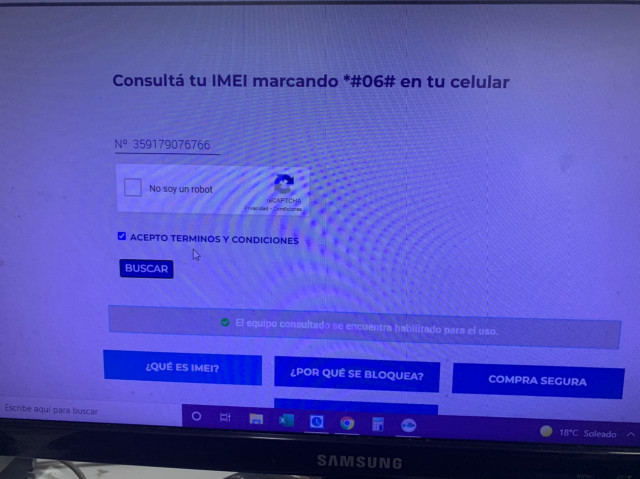 Consultá tu IMEI marcando *#06# en tu celular
Nº 359179076766
No soy un robot
reCAPTCHA
Privacidad - Condiciones
ACEPTO TERMINOS Y CONDICIONES
BUSCAR
El equipo consultado se encuentra habilitado para el uso.
¿QUÉ ES IMEI?
¿POR QUÉ SE BLOQUEA?
COMPRA SEGURA
Escribe aquí para buscar
18°C Soleado
SAMSUNG